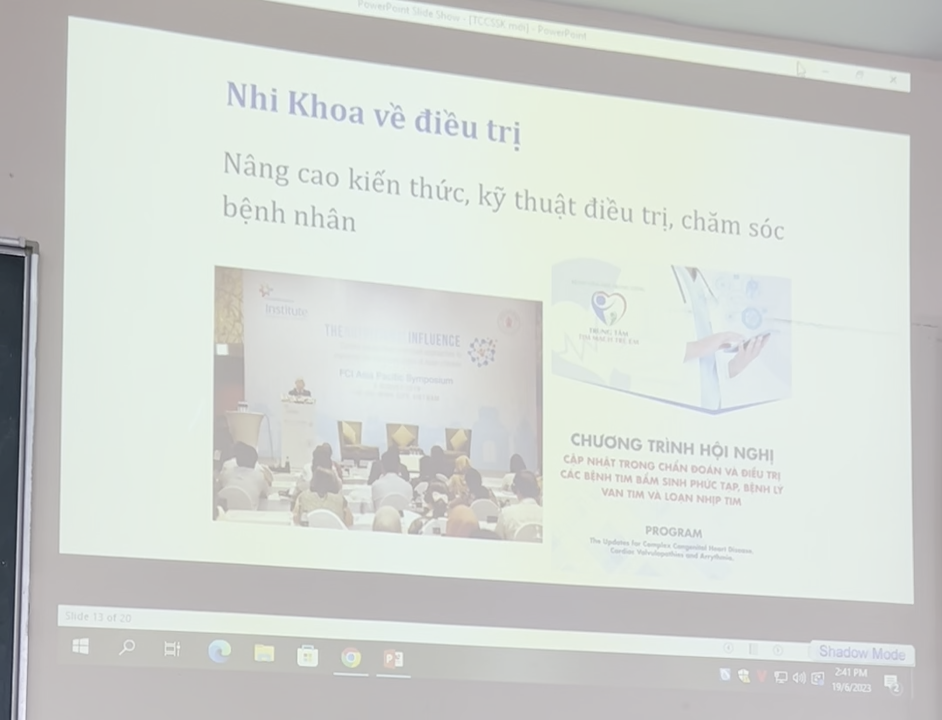 PowerPoint Slide Show - [TCCSSK mới] - PowerPoint
Nhi Khoa về điều trị
Nâng cao kiến thức, kỹ thuật điều trị, chăm sóc
bệnh nhân
Institute
THE INFLUENCE
PCI Asia Pacific Symposium
TRUNG TÂM
TIM MẠCH TRẺ EM
CHƯƠNG TRÌNH HỘI NGHỊ
CẬP NHẬT TRONG CHẨN ĐOÁN VÀ ĐIỀU TRỊ
CÁC BỆNH TIM BẨM SINH PHỨC TẠP, BỆNH LÝ
VAN TIM VÀ LOẠN NHỊP TIM
PROGRAM
The Updates for Complex Congenital Heart Disease,
Cardiac Valvulopathies and Arrythmia.
Slide 13 of 20
Shadow Mode
2:41 PM
19/6/2023
2